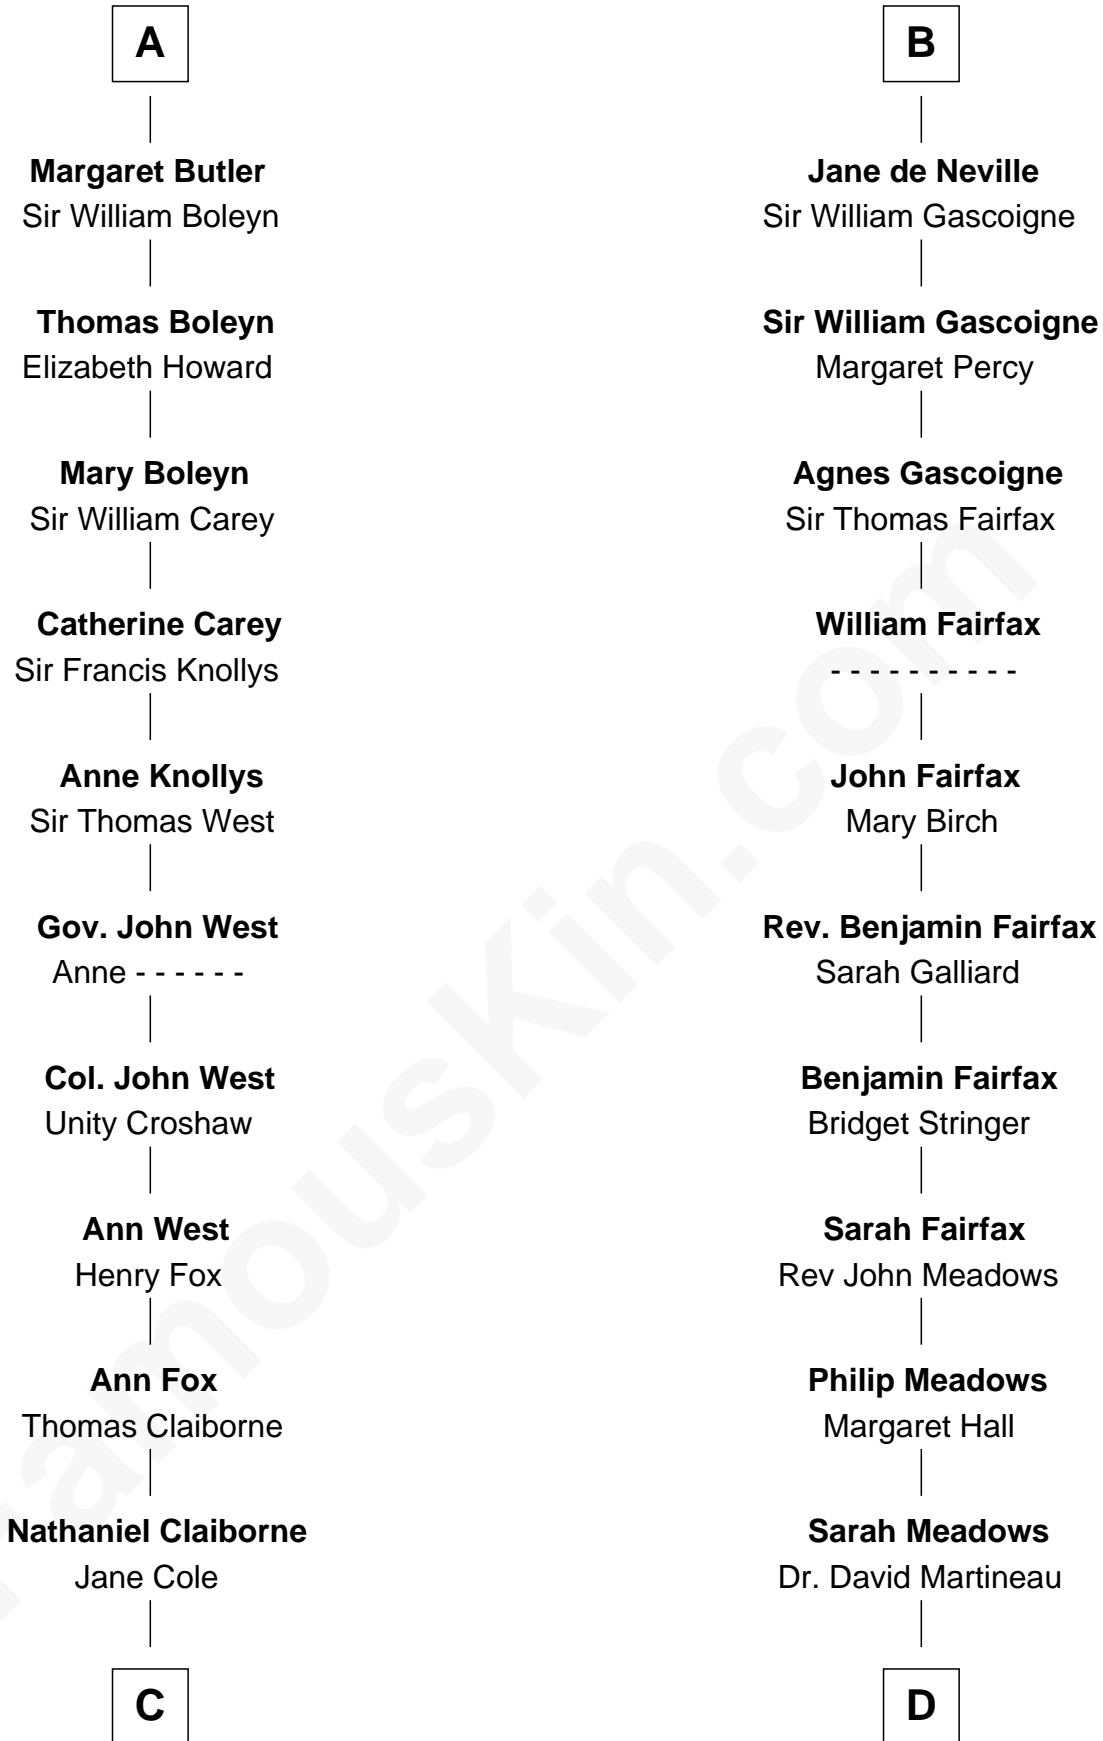 A
Margaret Butler
Sir William Boleyn
Thomas Boleyn
Elizabeth Howard
Mary Boleyn
Sir William Carey
Catherine Carey
Sir Francis Knollys
Anne Knollys
Sir Thomas West
Gov. John West
Anne - - - - - -
Col. John West
Unity Croshaw
Ann West
Henry Fox
Ann Fox
Thomas Claiborne
Nathaniel Claiborne
Jane Cole
C
B
Jane de Neville
Sir William Gascoigne
Sir William Gascoigne
Margaret Percy
Agnes Gascoigne
Sir Thomas Fairfax
William Fairfax
- - - - - - - - - -
John Fairfax
Mary Birch
Rev. Benjamin Fairfax
Sarah Galliard
Benjamin Fairfax
Bridget Stringer
Sarah Fairfax
Rev John Meadows
Philip Meadows
Margaret Hall
Sarah Meadows
Dr. David Martineau
D
FamousKin.com